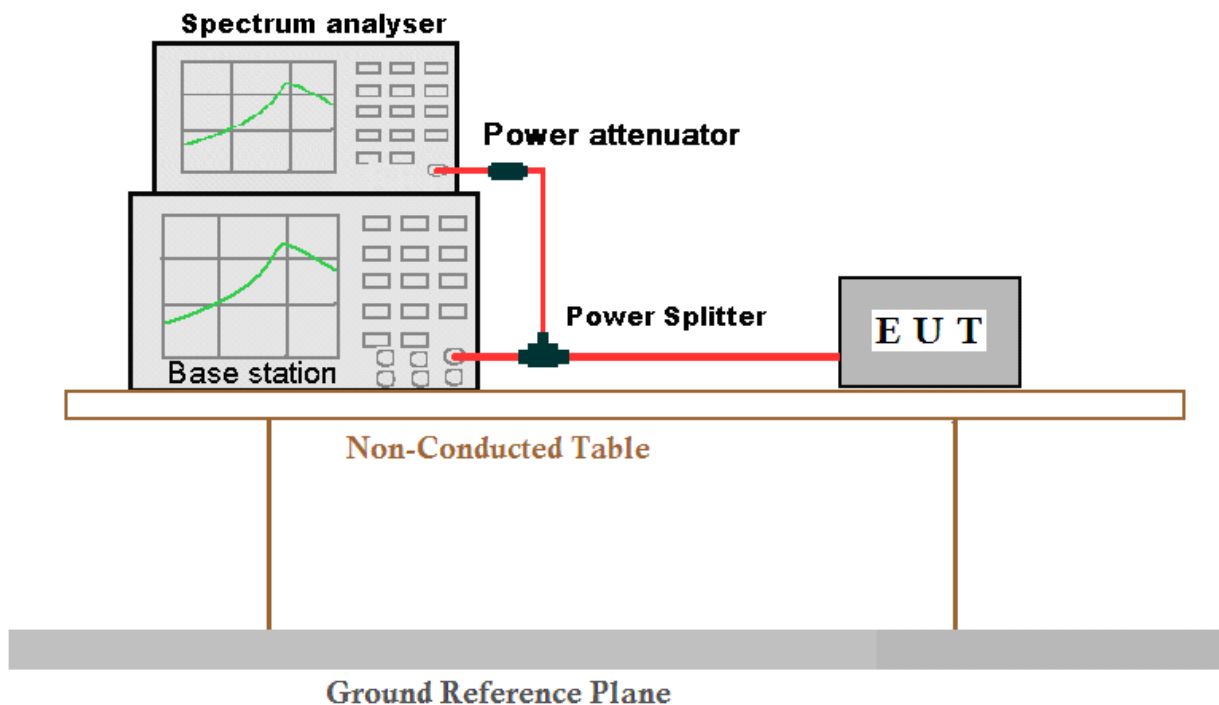 Spectrum analyser
Power attenuator
Power Splitter
E U T
Base station
Non-Conducted Table
Ground Reference Plane